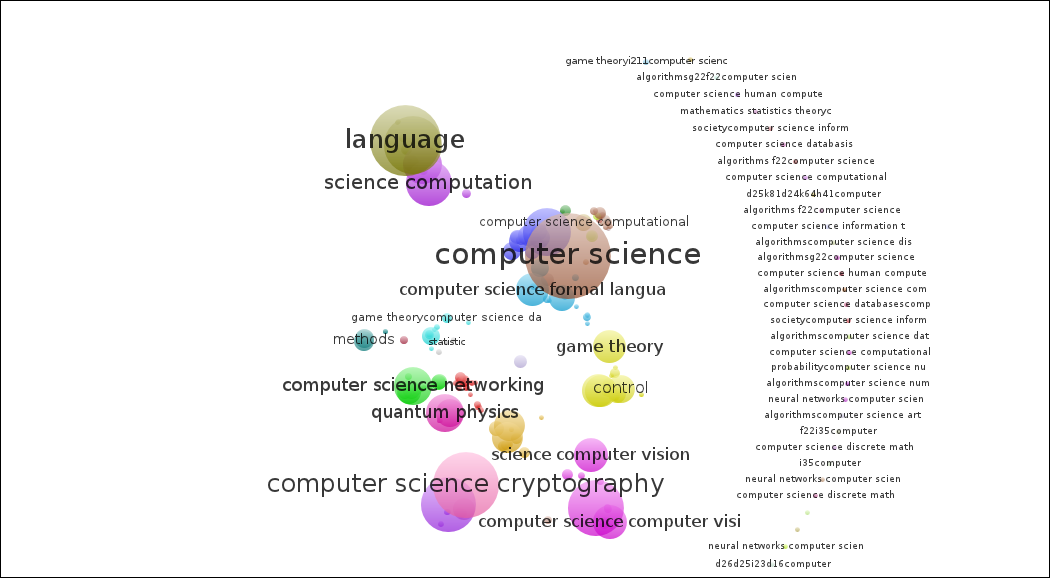 game theoryi211computer scienc
algorithmsg22f22computer scien
computer science human compute
mathematics statistics theoryc
societycomputer science inform
computer science databasis
algorithms f22computer science
computer science computational
d25k81d24k64h41computer
algorithms f22computer science
computer science information t
algorithmscomputer science dis
algorithmsg22computer science
computer science human compute
algorithmscomputer science com
computer science databasescomp
societycomputer science inform
algorithmscomputer science dat
computer science computational
probabilitycomputer science nu
algorithmscomputer science num
neural networks computer scien
algorithmscomputer science art
f22i35computer
computer science discrete math
i35computer
neural networks computer scien
computer science discrete math
neural networks computer scien
d26d25i23d16computer
language
science computation
computer science computational
computer science
computer science formal langua
game theorycomputer science da
methods
statistic
game theory
computer science networking
control
quantum physics
science computer vision
computer science cryptography
computer science computer visi